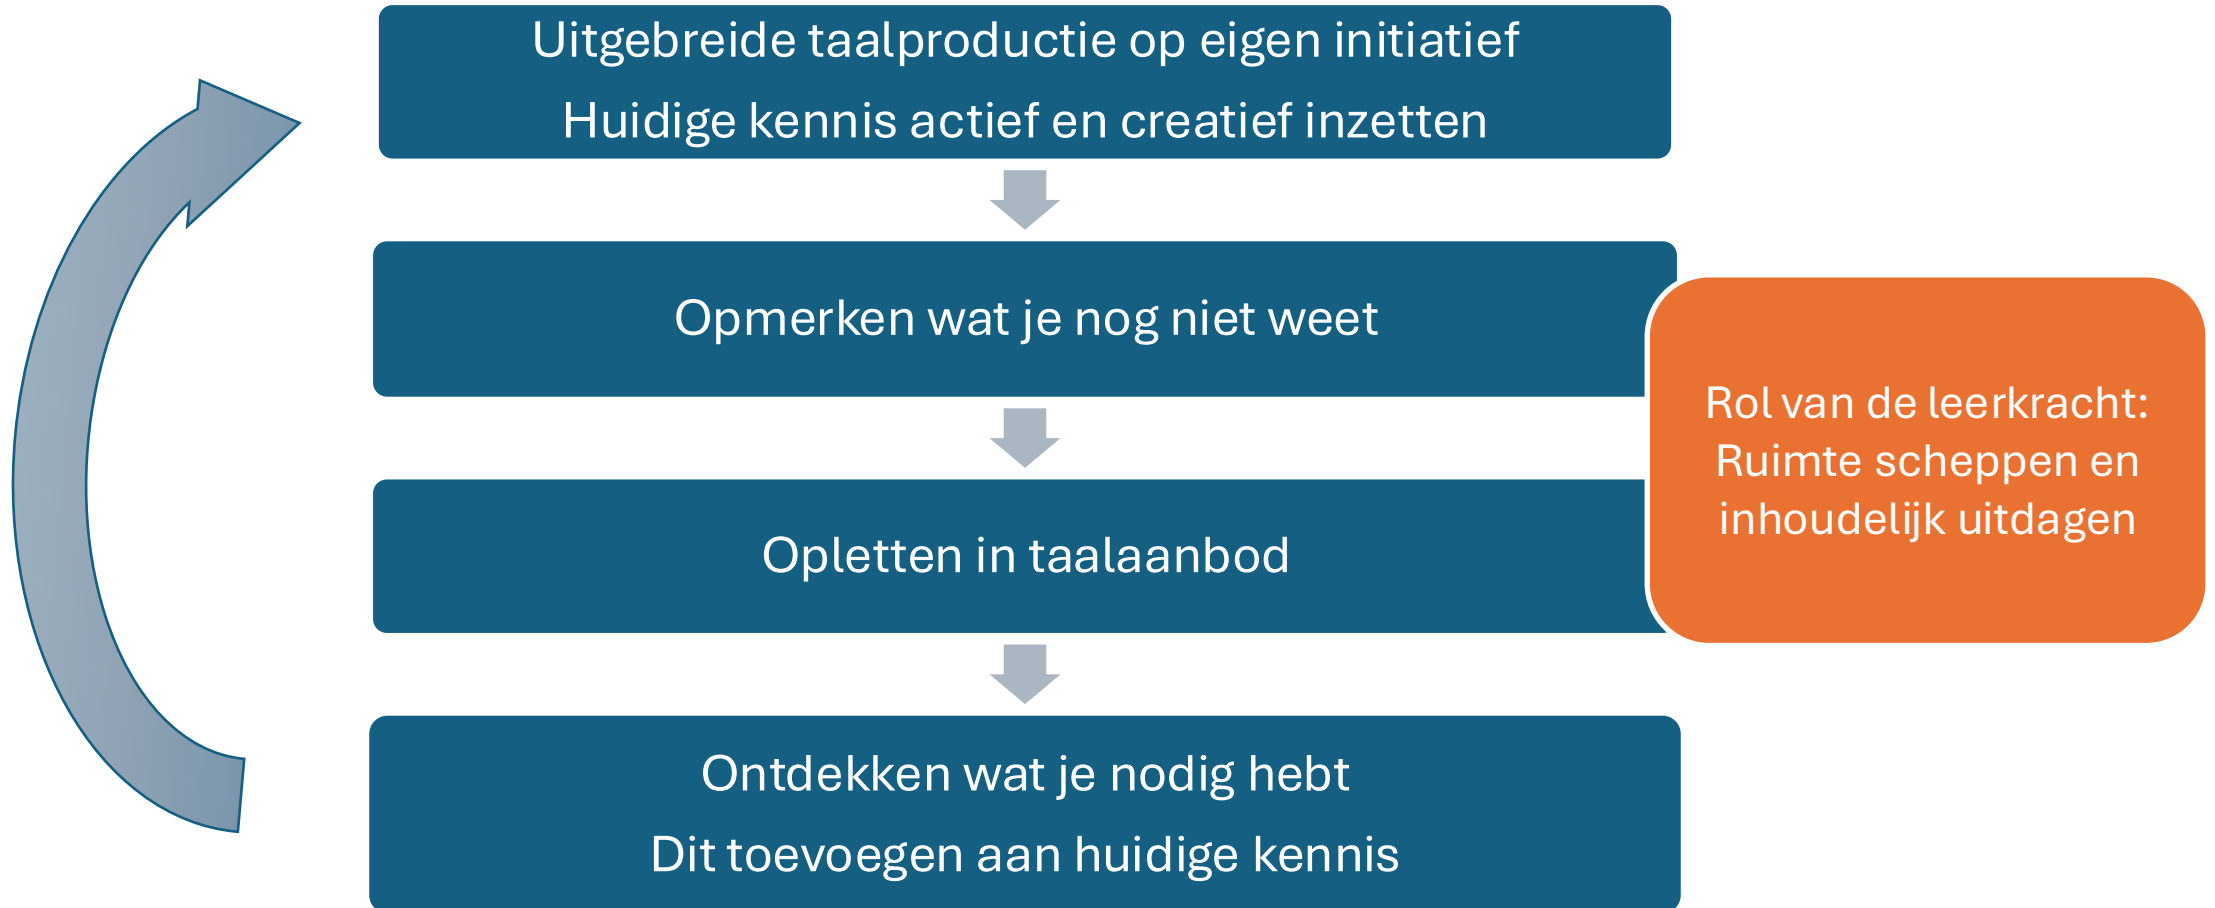 Uitgebreide taalproductie op eigen initiatief
Huidige kennis actief en creatief inzetten
Opmerken wat je nog niet weet
Opletten in taalaanbod
Ontdekken wat je nodig hebt
Dit toevoegen aan huidige kennis
Rol van de leerkracht:
Ruimte scheppen en
inhoudelijk uitdagen